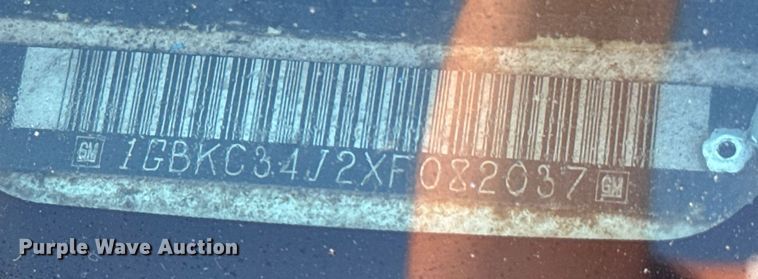 GM 1GBKC34J2XF082037 GM
Purple Wave Auction